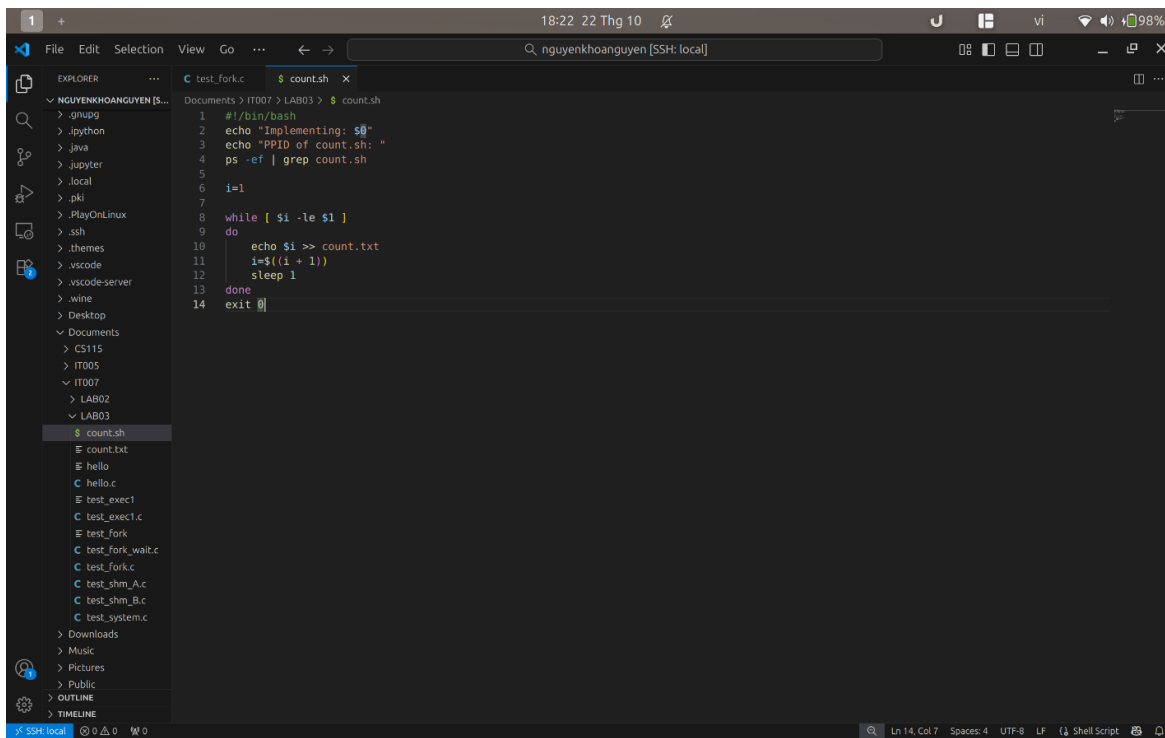 1 + 18:22 22 Thg 10 vi 98%
File Edit Selection View Go ··· ← → nguyenkhoanguyen [SSH: local]
EXPLORER ··· test_fork.c count.sh
NGUYENKHOANGUYEN [S... Documents > IT007 > LAB03 > $ count.sh
.gnupg
.ipython
.java
.jupyter
.local
.pki
.PlayOnLinux
.ssh
.themes
.vscode
.vscode-server
.wine
Desktop
Documents
CS115
IT005
IT007
LAB02
LAB03
$ count.sh
count.txt
hello
C hello.c
test_exec1
C test_exec1.c
test_fork
C test_fork_wait.c
C test_fork.c
C test_shm_A.c
C test_shm_B.c
C test_system.c
Downloads
Music
Pictures
Public
OUTLINE
TIMELINE
1 #!/bin/bash
2 echo "Implementing: $0"
3 echo "PPID of count.sh: "
4 ps -ef | grep count.sh
5
6 i=1
7
8 while [ $i -le $1 ]
9 do
10     echo $i >> count.txt
11     i=$((i + 1))
12     sleep 1
13 done
14 exit 0
2
1
SSH: local 0 0 0 Ln 14, Col 7 Spaces: 4 UTF-8 LF Shell Script